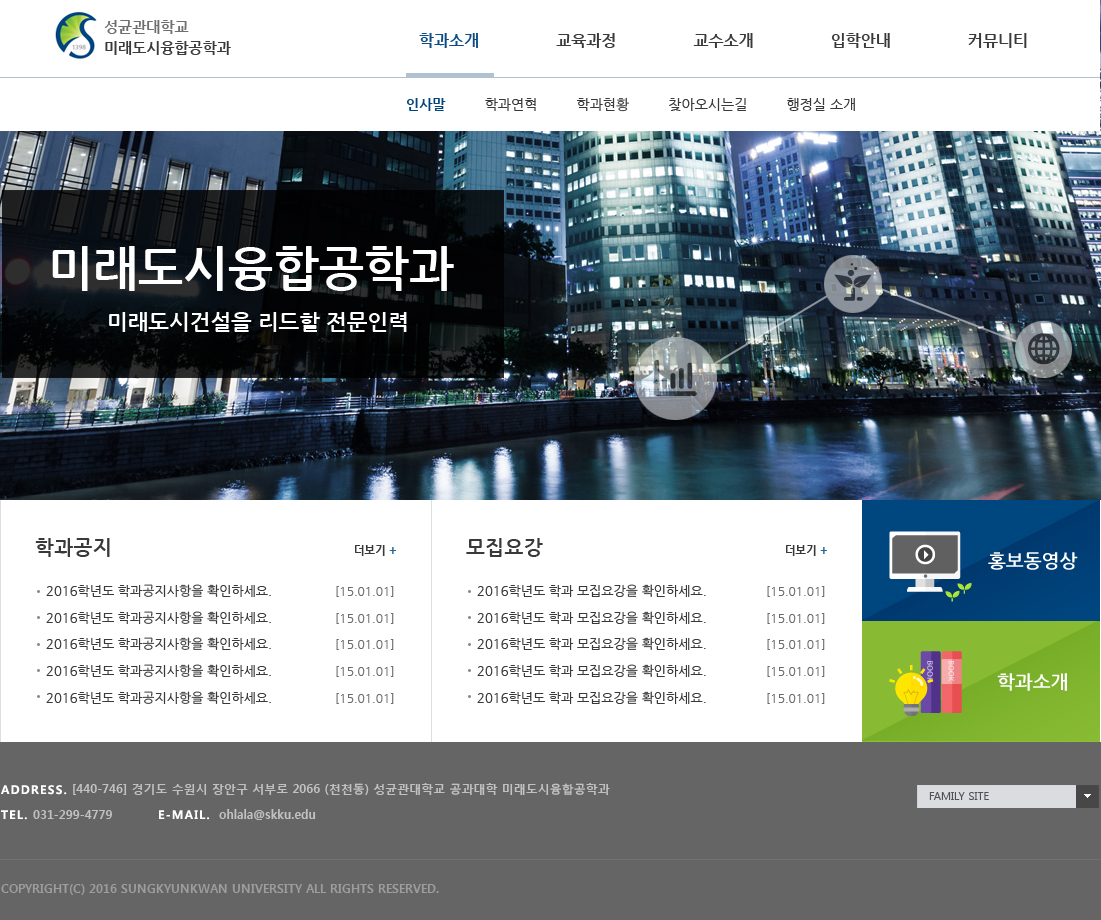 성균관대학교
미래도시융합공학과
1398
학과소개 교육과정 교수소개 입학안내 커뮤니티
인사말 학과연혁 학과현황 찾아오시는길 행정실 소개
미래도시융합공학과
미래도시건설을 리드할 전문인력
학과공지 더보기 +
· 2016학년도 학과공지사항을 확인하세요. [15.01.01]
· 2016학년도 학과공지사항을 확인하세요. [15.01.01]
· 2016학년도 학과공지사항을 확인하세요. [15.01.01]
· 2016학년도 학과공지사항을 확인하세요. [15.01.01]
· 2016학년도 학과공지사항을 확인하세요. [15.01.01]
모집요강 더보기 +
· 2016학년도 학과 모집요강을 확인하세요. [15.01.01]
· 2016학년도 학과 모집요강을 확인하세요. [15.01.01]
· 2016학년도 학과 모집요강을 확인하세요. [15.01.01]
· 2016학년도 학과 모집요강을 확인하세요. [15.01.01]
· 2016학년도 학과 모집요강을 확인하세요. [15.01.01]
홍보동영상
BOOK
BOOK
학과소개
ADDRESS. [440-746] 경기도 수원시 장안구 서부로 2066 (천천통) 성균관대학교 공과대학 미래도시융합공학과
TEL. 031-299-4779 E-MAIL. ohlala@skku.edu
FAMILY SITE
COPYRIGHT(C) 2016 SUNGKYUNKWAN UNIVERSITY ALL RIGHTS RESERVED.